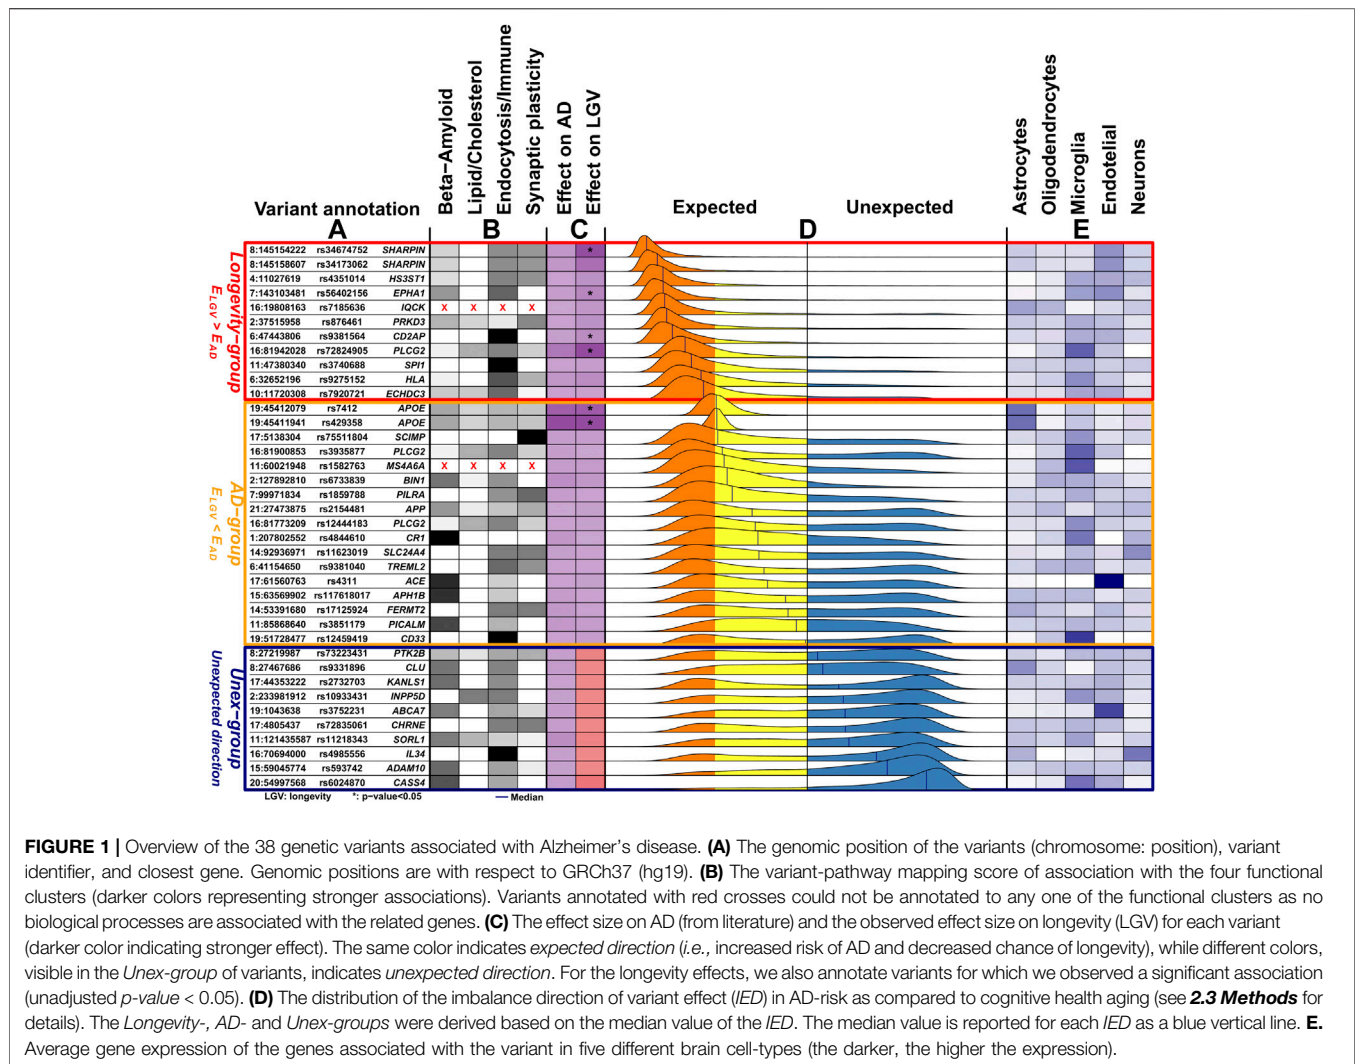 Beta−Amyloid
Lipid/Cholesterol
Endocytosis/Immune
Synaptic plasticity
Effect on AD
Effect on LGV
Astrocytes
Oligodendrocytes
Microglia
Endotelial
Neurons
Variant annotation
Expected
Unexpected
A
B
C
D
E
Longevity−group
E LGV > E AD
8:145154222 rs34674752 SHARPIN *
8:145158607 rs34173062 SHARPIN
4:11027619 rs4351014 HS3ST1
7:143103481 rs56402156 EPHA1 *
16:19808163 rs7185636 IQCK X X X X
2:37515958 rs876461 PRKD3
6:47443806 rs9381564 CD2AP *
16:81942028 rs72824905 PLCG2 *
11:47380340 rs3740688 SPI1
6:32652196 rs9275152 HLA
10:11720308 rs7920721 ECHDC3
AD−group
E LGV < E AD
19:45412079 rs7412 APOE *
19:45411941 rs429358 APOE *
17:5138304 rs75511804 SCIMP
16:81900853 rs3935877 PLCG2
11:60021948 rs1582763 MS4A6A X X X X
2:127892810 rs6733839 BIN1
7:99971834 rs1859788 PILRA
21:27473875 rs2154481 APP
16:81773209 rs12444183 PLCG2
1:207802552 rs4844610 CR1
14:92936971 rs11623019 SLC24A4
6:41154650 rs9381040 TREML2
17:61560763 rs4311 ACE
15:63569902 rs117618017 APH1B
14:53391680 rs17125924 FERMT2
11:85868640 rs3851179 PICALM
19:51728477 rs12459419 CD33
Unex−group
Unexpected direction
8:27219987 rs73223431 PTK2B
8:27467686 rs9331896 CLU
17:44353222 rs2732703 KANLS1
2:233981912 rs10933431 INPP5D
19:1043638 rs3752231 ABCA7
17:4805437 rs72835061 CHRNE
11:121435587 rs11218343 SORL1
16:70694000 rs4985556 IL34
15:59045774 rs593742 ADAM10
20:54997568 rs6024870 CASS4
LGV: longevity *: p−value<0.05 — Median
FIGURE 1 | Overview of the 38 genetic variants associated with Alzheimer's disease. (A) The genomic position of the variants (chromosome: position), variant
identifier, and closest gene. Genomic positions are with respect to GRCh37 (hg19). (B) The variant-pathway mapping score of association with the four functional
clusters (darker colors representing stronger associations). Variants annotated with red crosses could not be annotated to any one of the functional clusters as no
biological processes are associated with the related genes. (C) The effect size on AD (from literature) and the observed effect size on longevity (LGV) for each variant
(darker color indicating stronger effect). The same color indicates expected direction (i.e., increased risk of AD and decreased chance of longevity), while different colors,
visible in the Unex-group of variants, indicates unexpected direction. For the longevity effects, we also annotate variants for which we observed a significant association
(unadjusted p-value < 0.05). (D) The distribution of the imbalance direction of variant effect (IED) in AD-risk as compared to cognitive health aging (see 2.3 Methods for
details). The Longevity-, AD- and Unex-groups were derived based on the median value of the IED. The median value is reported for each IED as a blue vertical line. E.
Average gene expression of the genes associated with the variant in five different brain cell-types (the darker, the higher the expression).